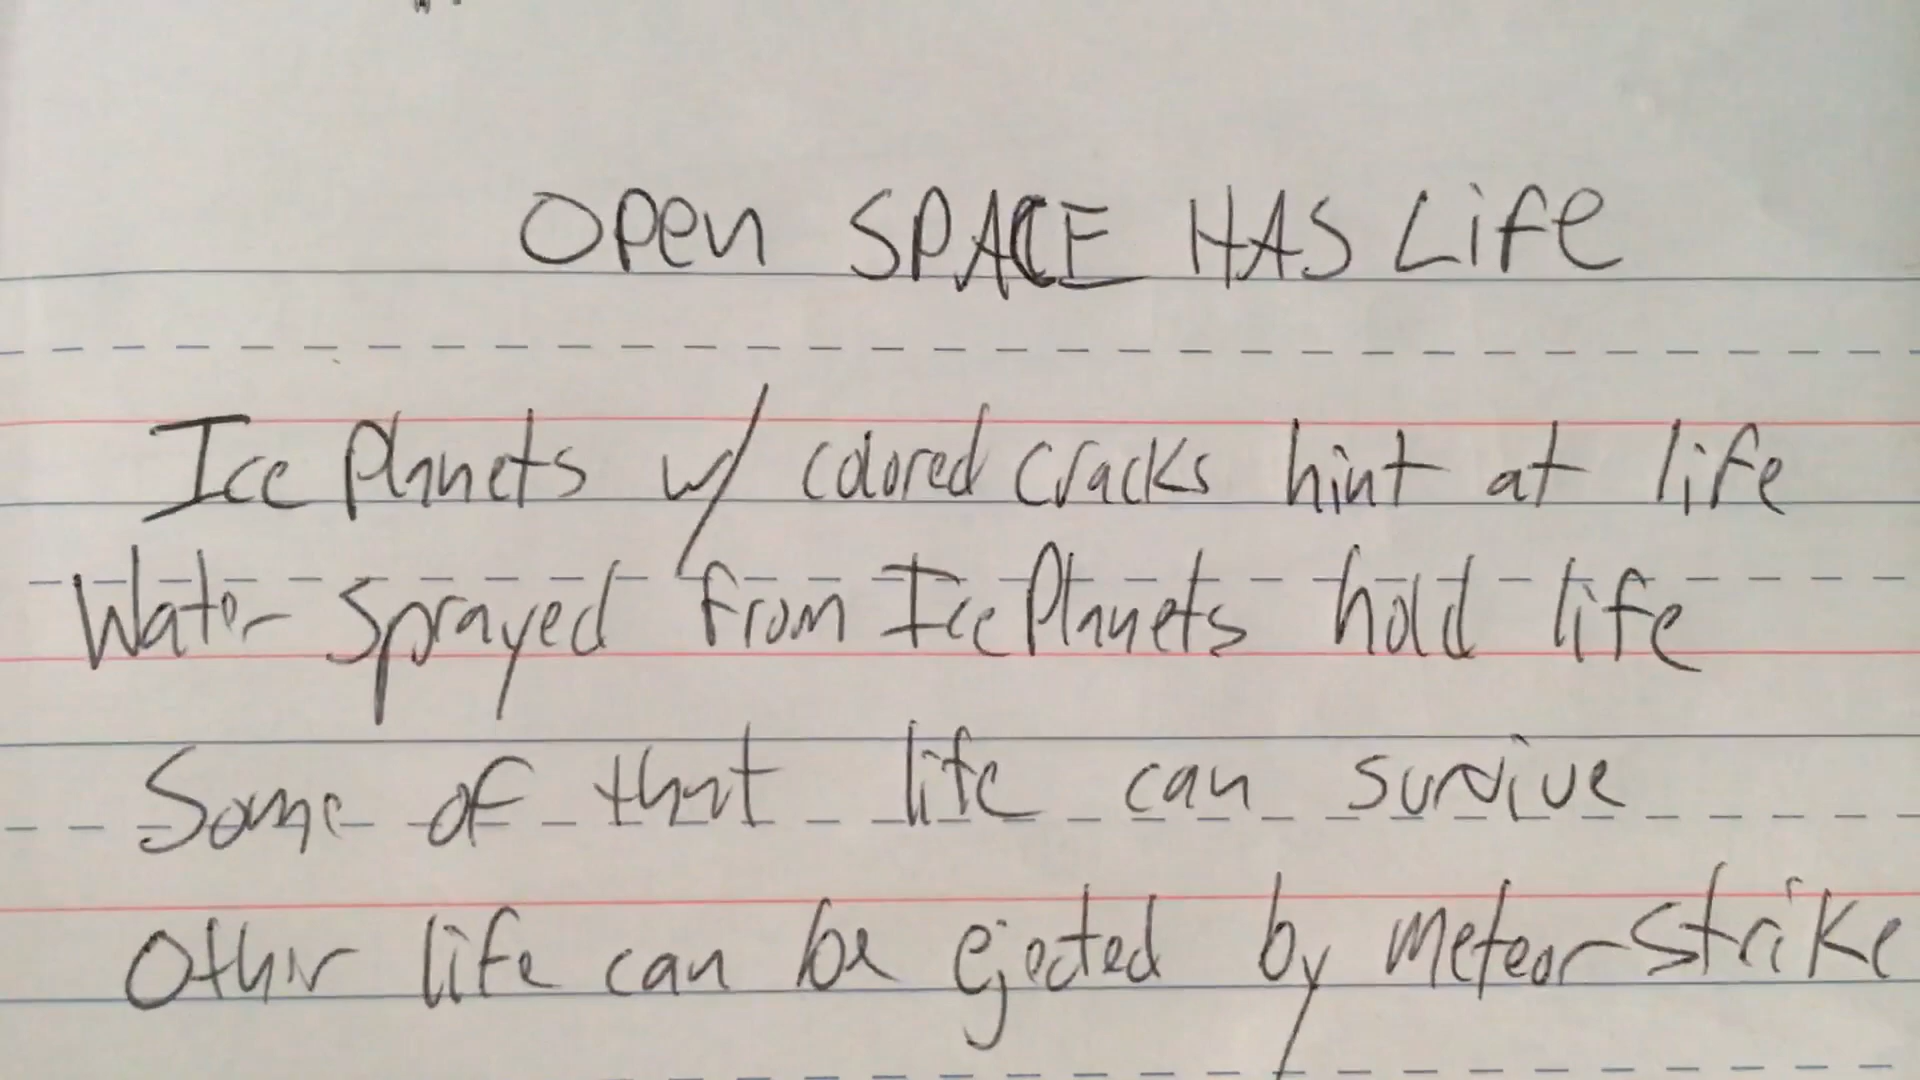 Open SPACE HAS Life
Ice Planets w/ colored cracks hint at life
Water sprayed from Ice Planets hold life
Some of that life can survive
Other life can be ejected by meteor strike